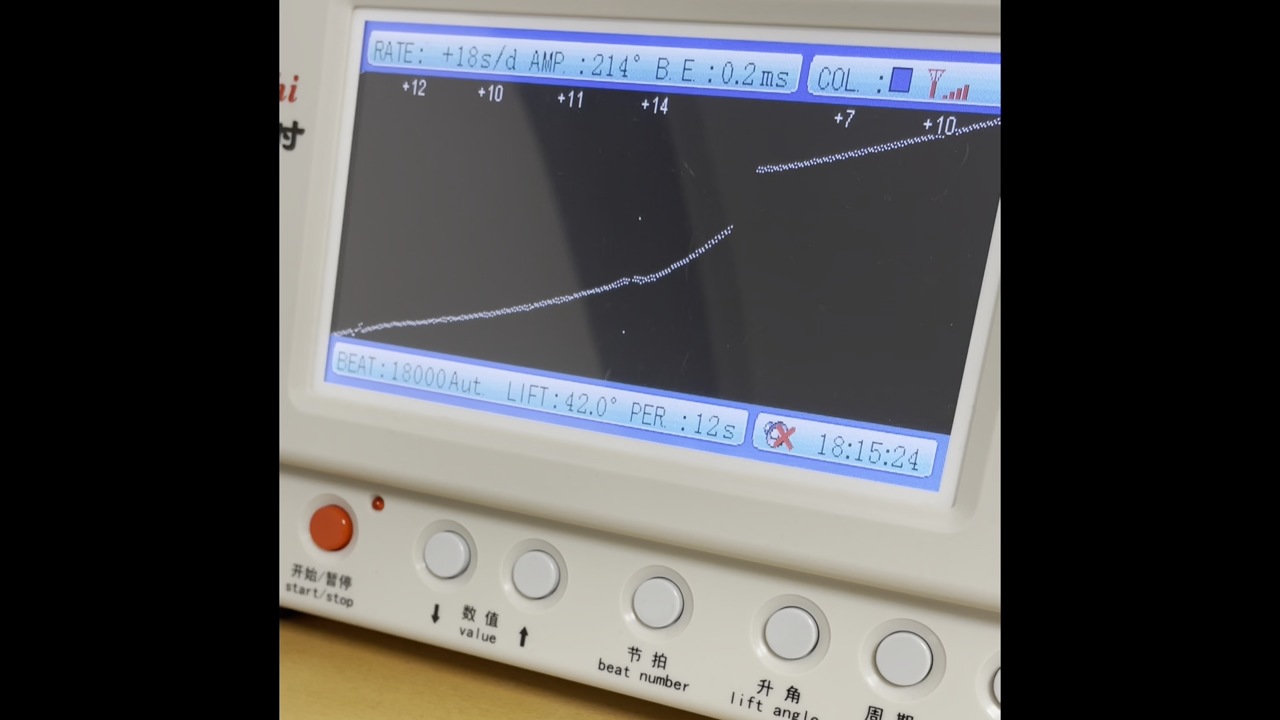 hi
RATE: +18s/d AMP :214° B.E :0.2ms COL :
+12 +10 +11 +14 +7 +10
BEAT:18000Aut LIFT:42.0° PER :12s 18:15:24
开始/暂停
start/stop
数值
value
节拍
beat number
升角
lift angle